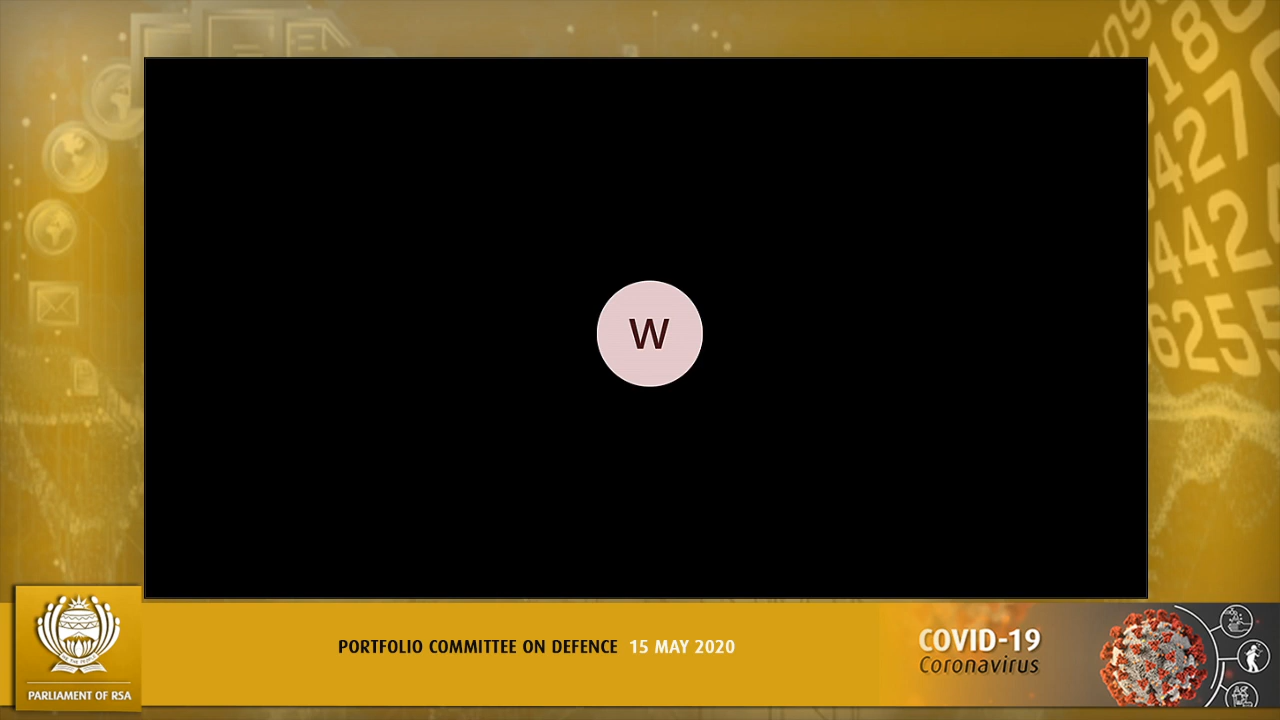 W
PORTFOLIO COMMITTEE ON DEFENCE 15 MAY 2020
COVID-19
Coronavirus
PARLIAMENT OF RSA